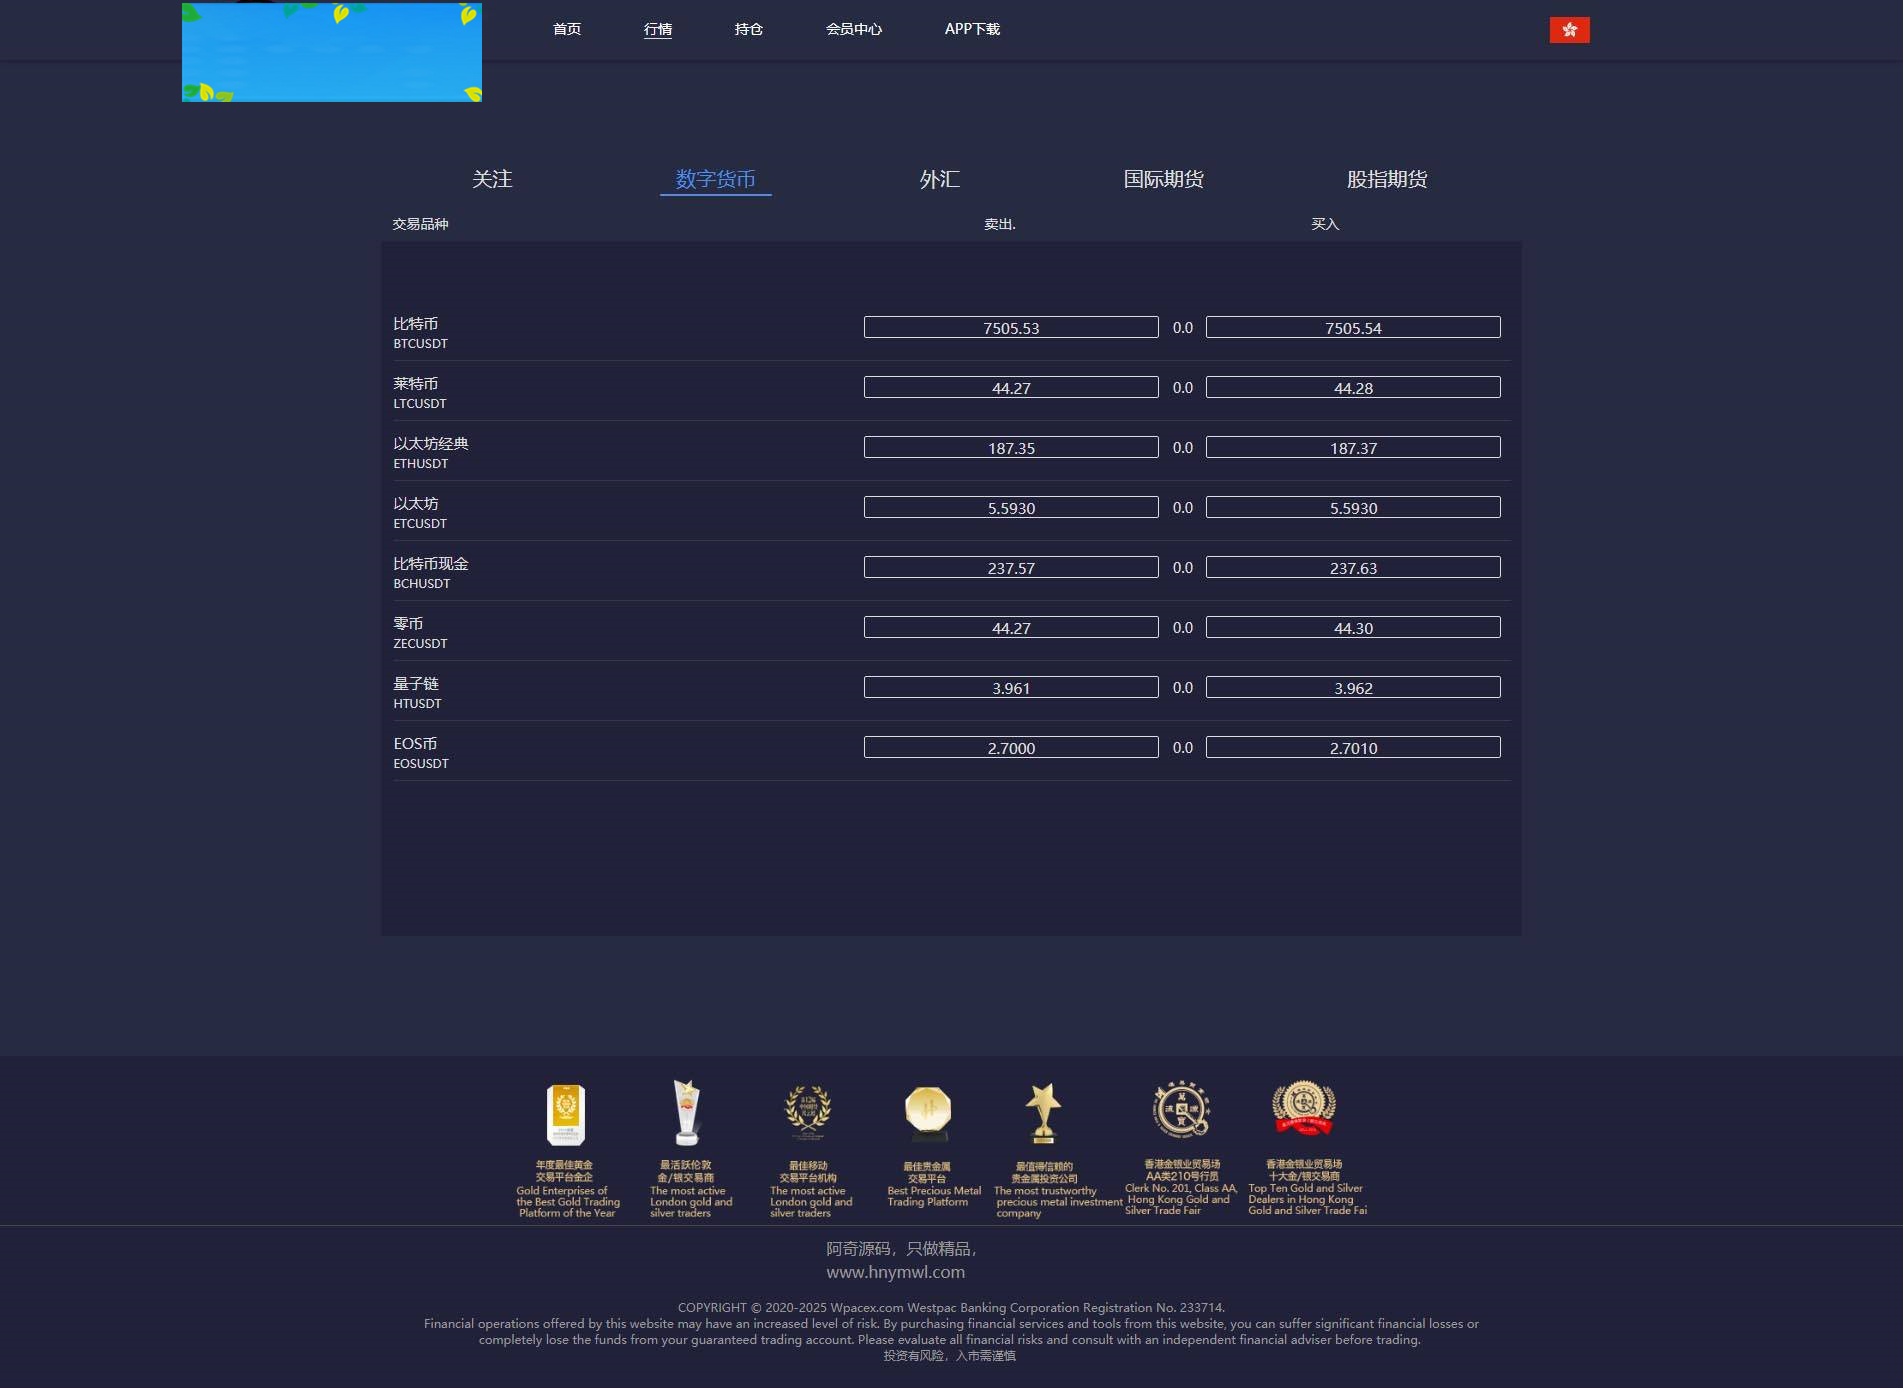 首页 行情 持仓 会员中心 APP下载
关注 数字货币 外汇 国际期货 股指期货
交易品种 卖出. 买入
比特币
BTCUSDT 7505.53 0.0 7505.54
莱特币
LTCUSDT 44.27 0.0 44.28
以太坊经典
ETHUSDT 187.35 0.0 187.37
以太坊
ETCUSDT 5.5930 0.0 5.5930
比特币现金
BCHUSDT 237.57 0.0 237.63
零币
ZECUSDT 44.27 0.0 44.30
量子链
HTUSDT 3.961 0.0 3.962
EOS币
EOSUSDT 2.7000 0.0 2.7010
年度最佳黄金
交易平台金企
Gold Enterprises of
the Best Gold Trading
Platform of the Year
最活跃伦敦
金/银交易商
The most active
London gold and
silver traders
最佳移动
交易平台机构
The most active
London gold and
silver traders
最佳贵金属
交易平台
Best Precious Metal
Trading Platform
最值得信赖的
贵金属投资公司
The most trustworthy
precious metal investment
company
香港金银业贸易场
AA类210号行员
Clerk No. 201, Class AA,
Hong Kong Gold and
Silver Trade Fair
香港金银业贸易场
十大金/银交易商
Top Ten Gold and Silver
Dealers in Hong Kong
Gold and Silver Trade Fai
阿奇源码，只做精品，
www.hnymwl.com
COPYRIGHT © 2020-2025 Wpacex.com Westpac Banking Corporation Registration No. 233714.
Financial operations offered by this website may have an increased level of risk. By purchasing financial services and tools from this website, you can suffer significant financial losses or
completely lose the funds from your guaranteed trading account. Please evaluate all financial risks and consult with an independent financial adviser before trading.
投资有风险，入市需谨慎